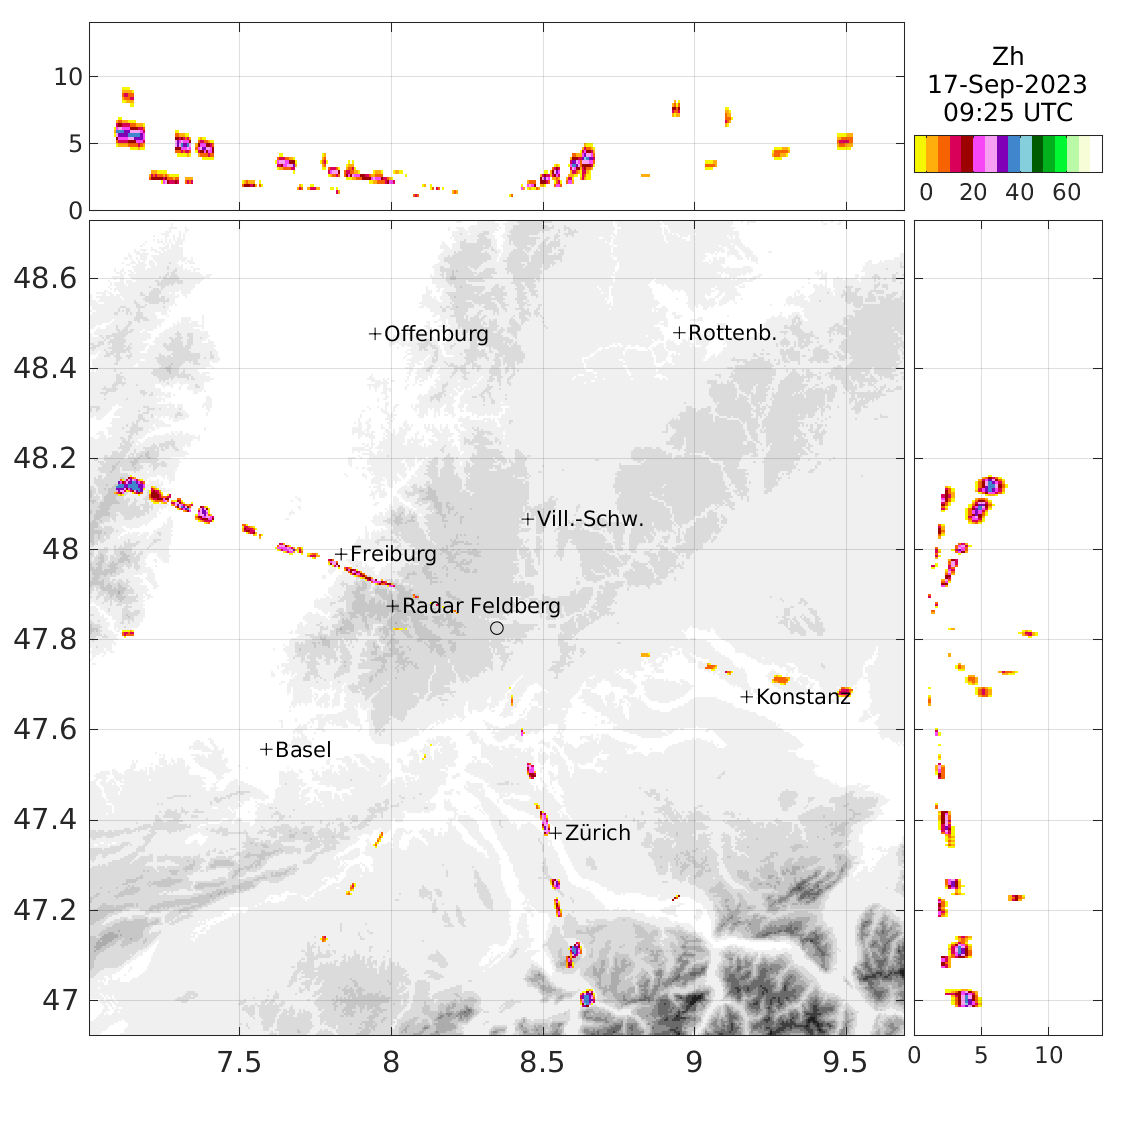 Zh
17-Sep-2023
09:25 UTC
0 20 40 60
10
5
0
48.6
48.4
48.2
48
47.8
47.6
47.4
47.2
47
Offenburg
Rottenb.
Vill.-Schw.
Freiburg
Radar Feldberg
Konstanz
Basel
Zürich
7.5 8 8.5 9 9.5
0 5 10